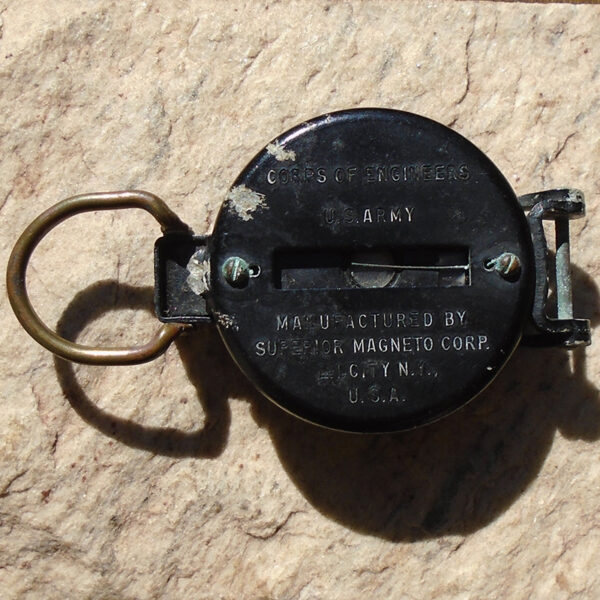 CORPS OF ENGINEERS
U.S. ARMY
MANUFACTURED BY
SUPERIOR MAGNETO CORP.
CITY N.Y.,
U.S.A.